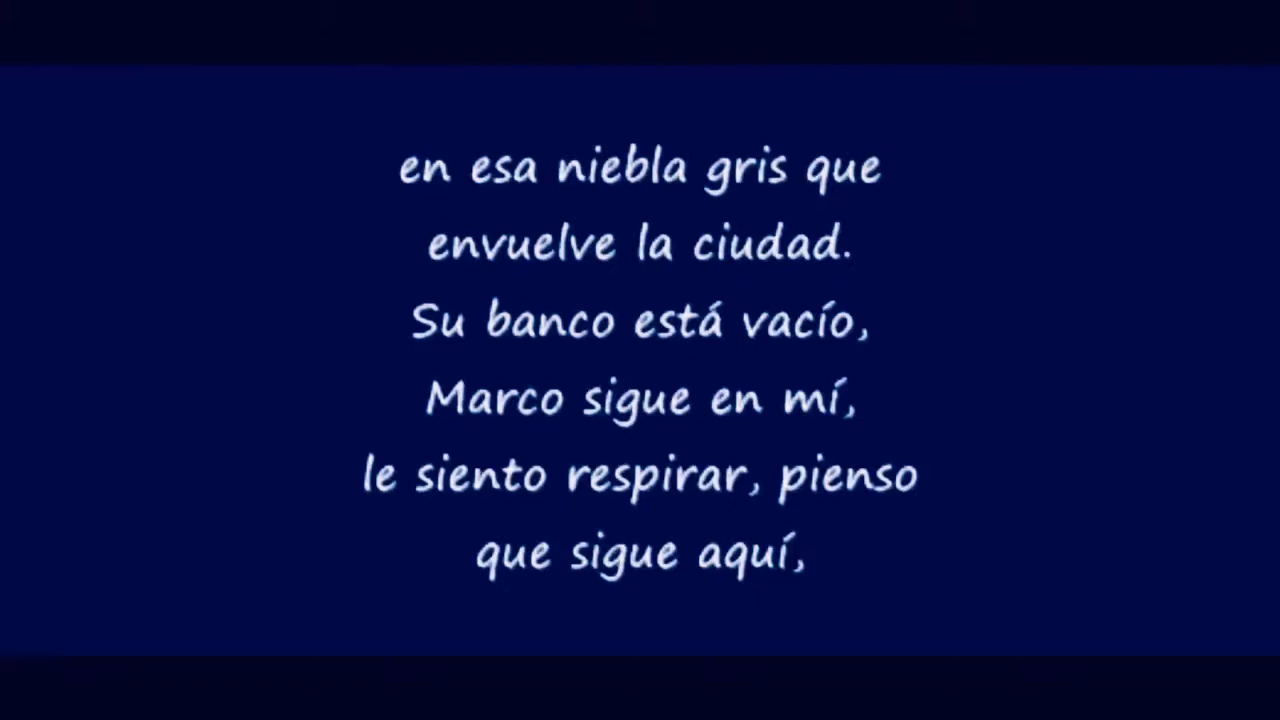 en esa niebla gris que
envuelve la ciudad.
Su banco está vacío,
Marco sigue en mí,
le siento respirar, pienso
que sigue aquí,